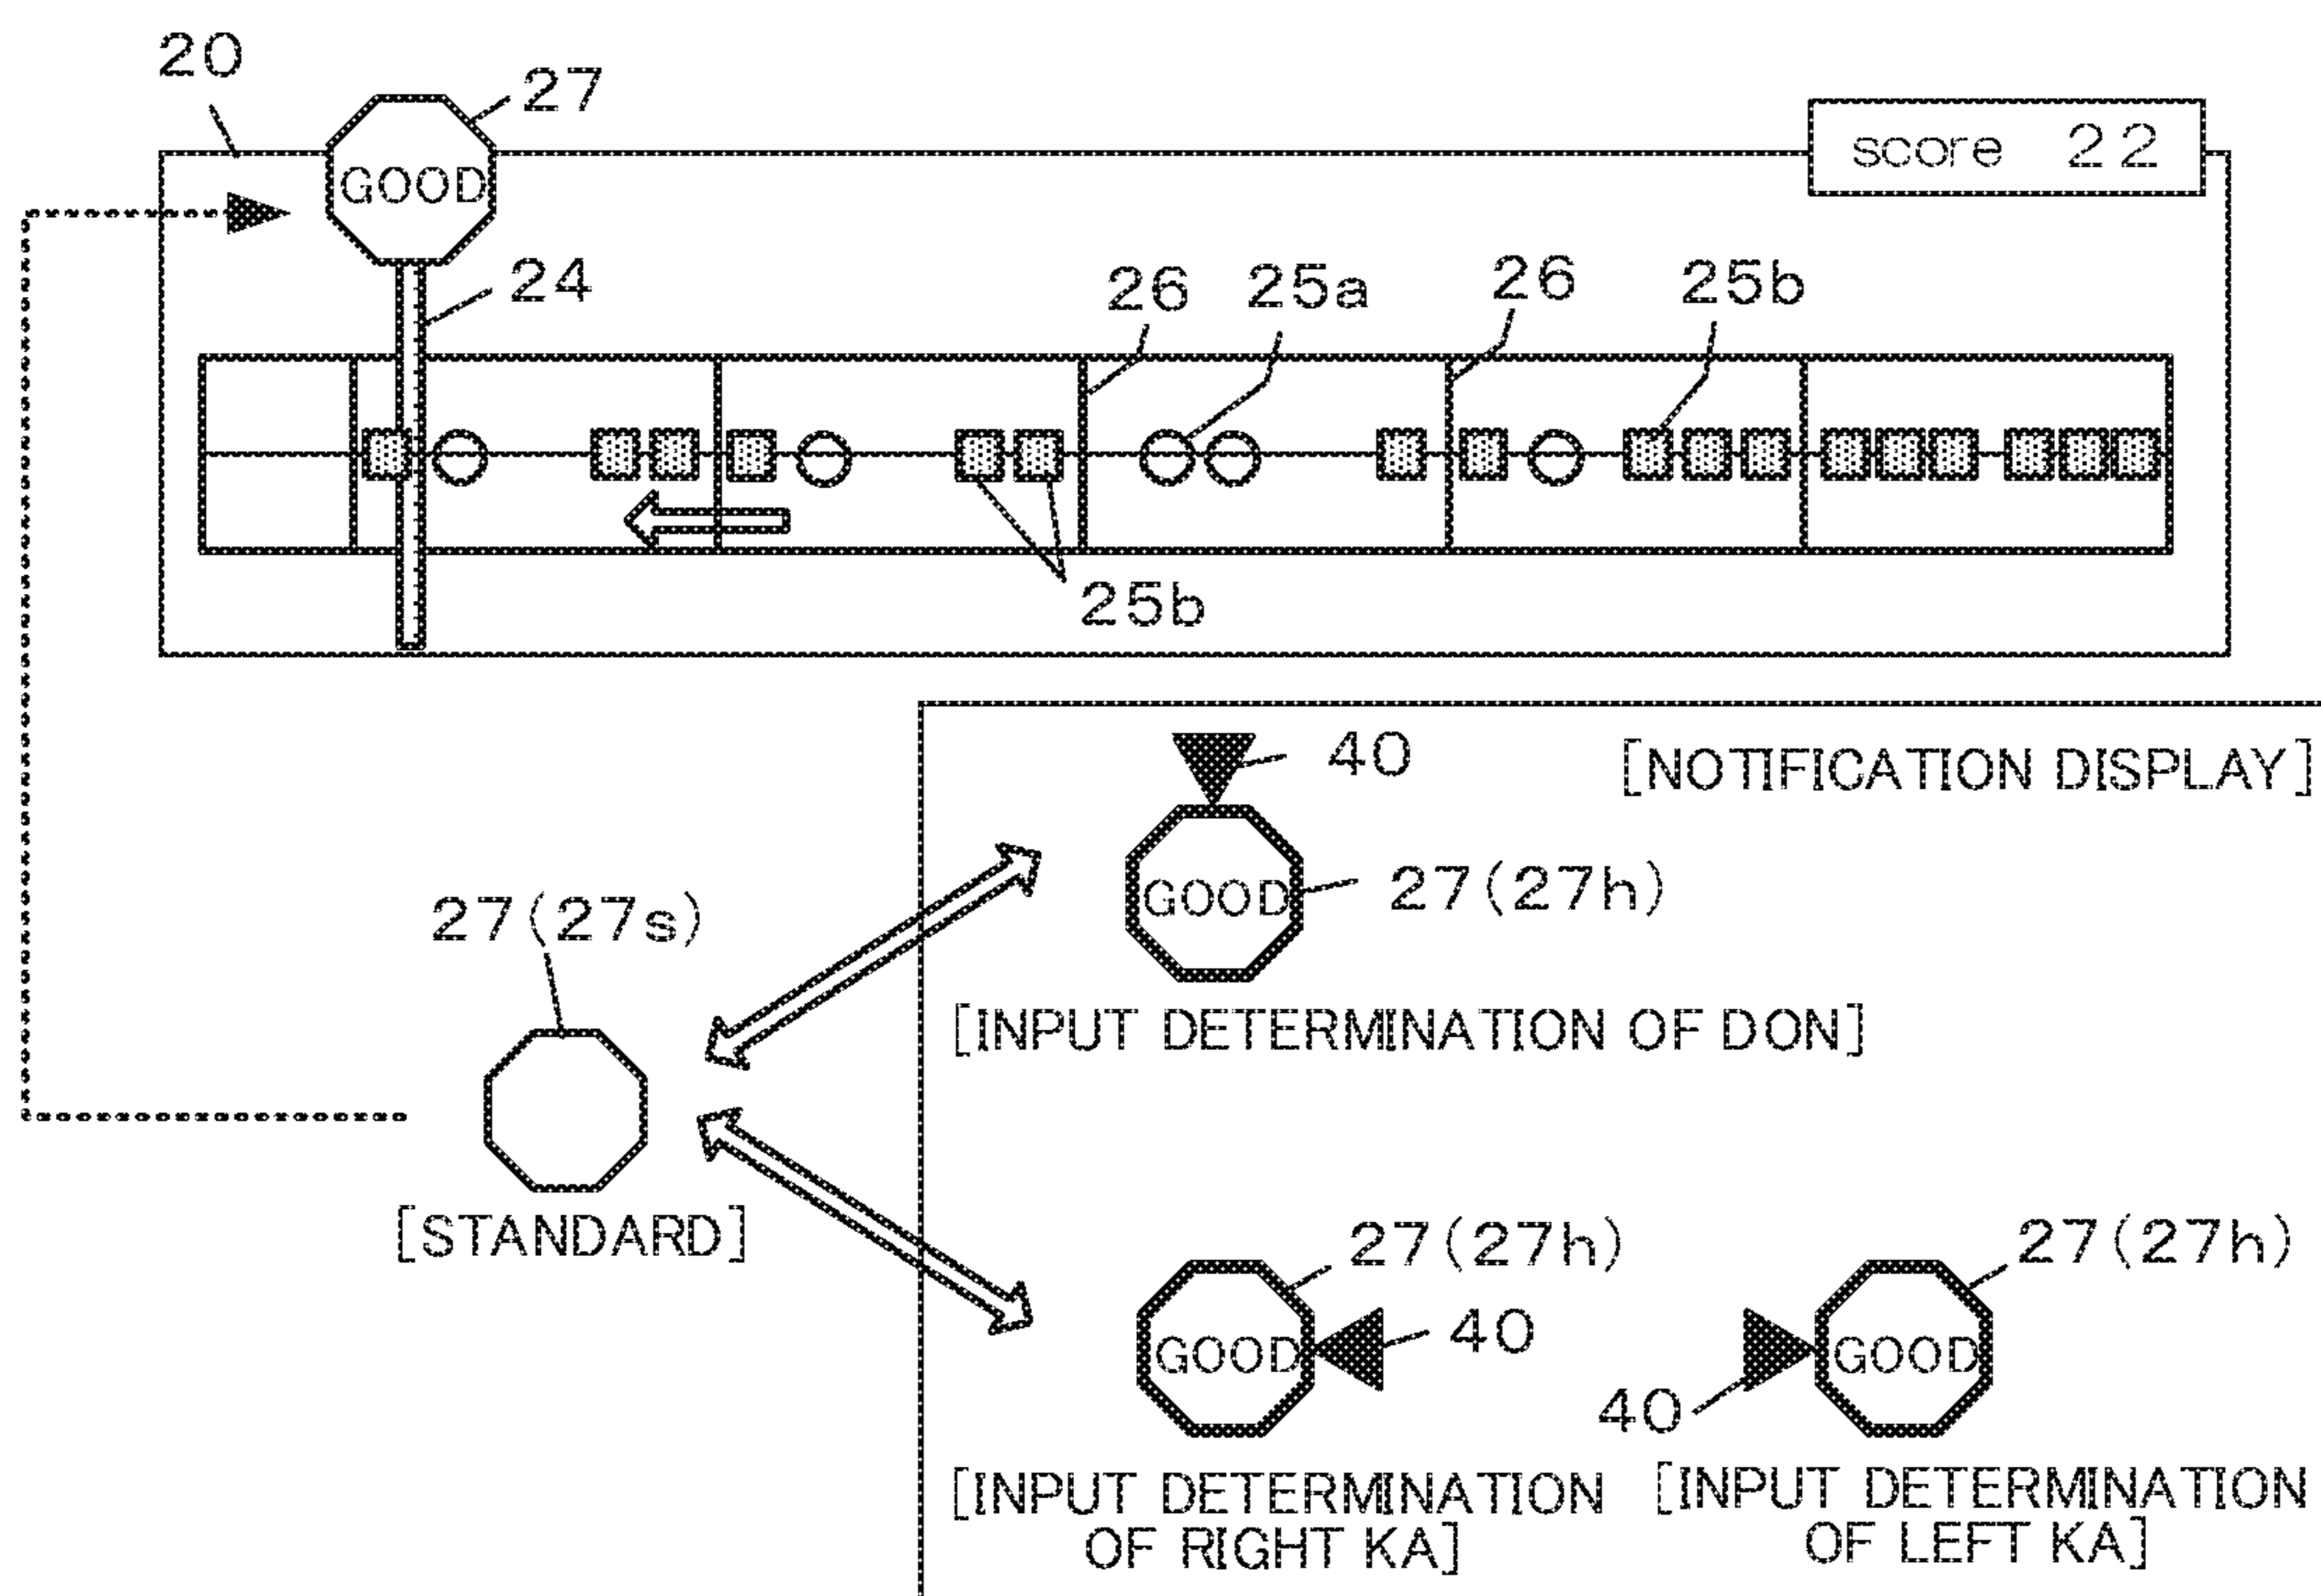 20
27
GOOD
score 22
24
26
25a
26
25b
25b
40
[NOTIFICATION DISPLAY]
GOOD
27(27h)
27(27s)
[INPUT DETERMINATION OF DON]
[STANDARD]
27(27h)
27(27h)
GOOD
40
GOOD
40
[INPUT DETERMINATION
OF RIGHT KA]
[INPUT DETERMINATION
OF LEFT KA]